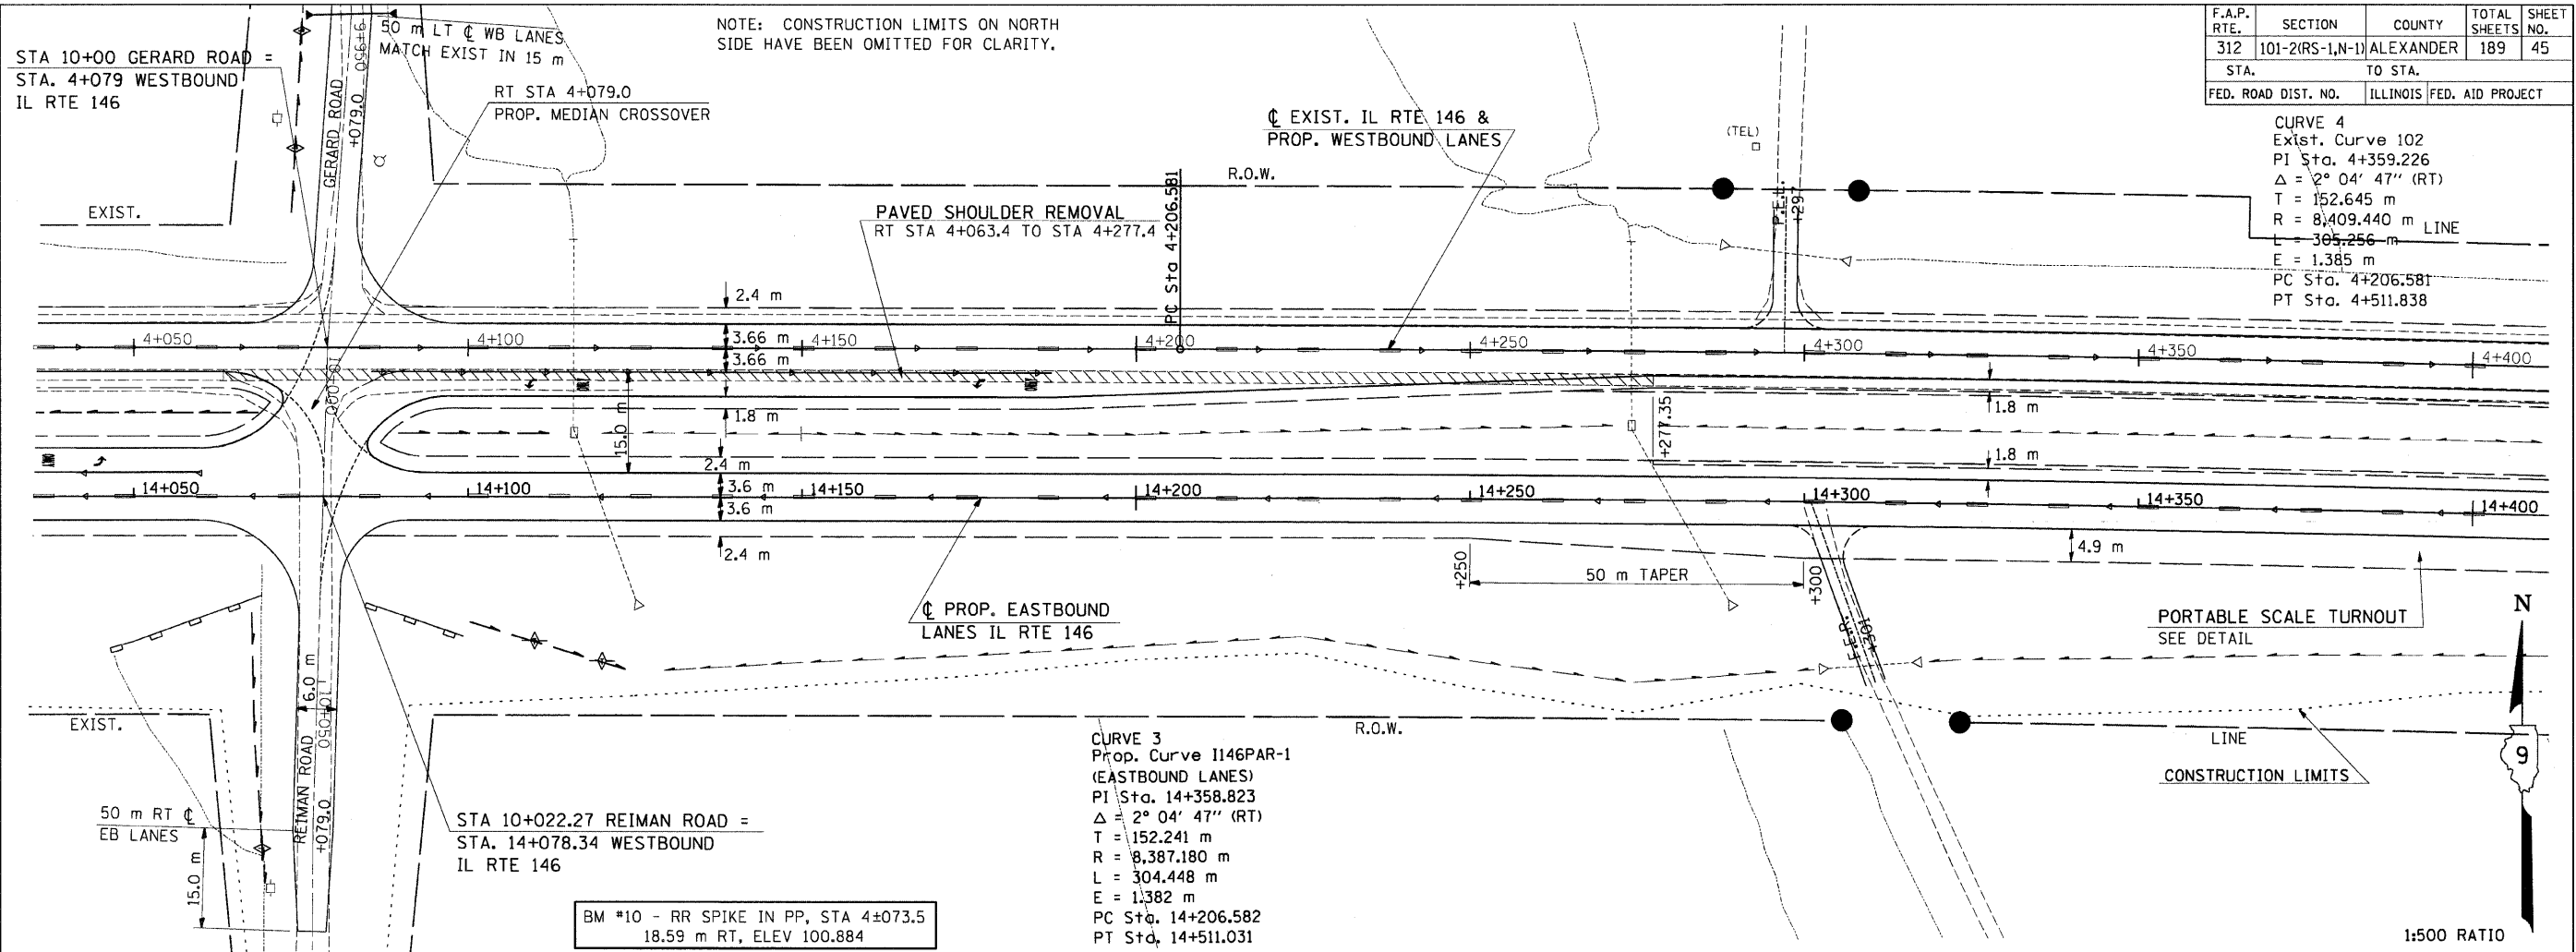 50 m LT ℄ WB LANES
MATCH EXIST IN 15 m
NOTE: CONSTRUCTION LIMITS ON NORTH
SIDE HAVE BEEN OMITTED FOR CLARITY.
F.A.P. RTE. SECTION COUNTY TOTAL SHEETS SHEET NO.
312 101-2(RS-1,N-1) ALEXANDER 189 45
STA. TO STA.
FED. ROAD DIST. NO. ILLINOIS FED. AID PROJECT
STA 10+00 GERARD ROAD =
STA. 4+079 WESTBOUND
IL RTE 146
GERARD ROAD
+079.0
9+950
RT STA 4+079.0
PROP. MEDIAN CROSSOVER
℄ EXIST. IL RTE 146 &
PROP. WESTBOUND LANES
(TEL)
CURVE 4
Exist. Curve 102
PI Sta. 4+359.226
Δ = 2° 04' 47'' (RT)
T = 152.645 m
R = 8,409.440 m
L = 305.256 m
E = 1.385 m
PC Sta. 4+206.581
PT Sta. 4+511.838
LINE
R.O.W.
EXIST.
PAVED SHOULDER REMOVAL
RT STA 4+063.4 TO STA 4+277.4
PC Sta 4+206.581
P.E.
+297
2.4 m
3.66 m
3.66 m
4+050
4+100
4+150
4+200
4+250
4+300
4+350
4+400
10+000
15.0 m
1.8 m
+277.35
1.8 m
1.8 m
2.4 m
3.6 m
3.6 m
2.4 m
14+050
14+100
14+150
14+200
14+250
14+300
14+350
14+400
4.9 m
+250
50 m TAPER
+300
℄ PROP. EASTBOUND
LANES IL RTE 146
+301
PORTABLE SCALE TURNOUT
SEE DETAIL
N
9
EXIST.
6.0 m
10+050
REIMAN ROAD
+079.0
R.O.W.
LINE
CONSTRUCTION LIMITS
50 m RT ℄
EB LANES
15.0 m
STA 10+022.27 REIMAN ROAD =
STA. 14+078.34 WESTBOUND
IL RTE 146
CURVE 3
Prop. Curve I146PAR-1
(EASTBOUND LANES)
PI Sta. 14+358.823
Δ = 2° 04' 47'' (RT)
T = 152.241 m
R = 8,387.180 m
L = 304.448 m
E = 1.382 m
PC Sta. 14+206.582
PT Sta. 14+511.031
BM #10 - RR SPIKE IN PP, STA 4±073.5
18.59 m RT, ELEV 100.884
1:500 RATIO